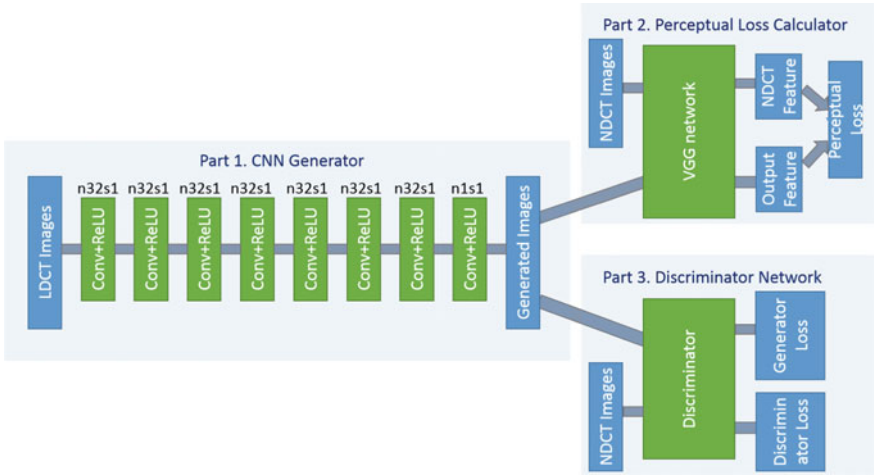 Part 1. CNN Generator
n32s1 n32s1 n32s1 n32s1 n32s1 n32s1 n32s1 n1s1
LDCT Images
Conv+ReLU
Conv+ReLU
Conv+ReLU
Conv+ReLU
Conv+ReLU
Conv+ReLU
Conv+ReLU
Conv+ReLU
Generated Images
Part 2. Perceptual Loss Calculator
NDCT Images
VGG network
NDCT
Feature
Output
Feature
Perceptual
Loss
Part 3. Discriminator Network
NDCT Images
Discriminator
Generator
Loss
Discrimin
ator Loss